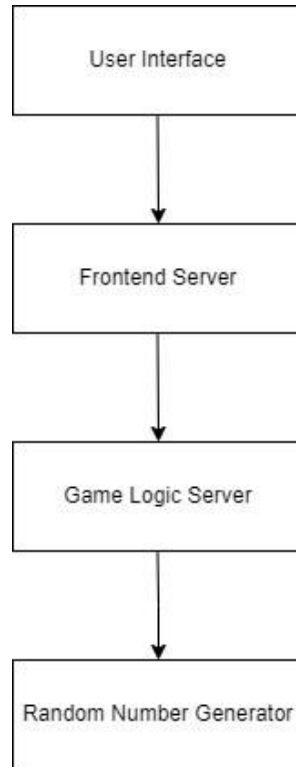 User Interface
Frontend Server
Game Logic Server
Random Number Generator